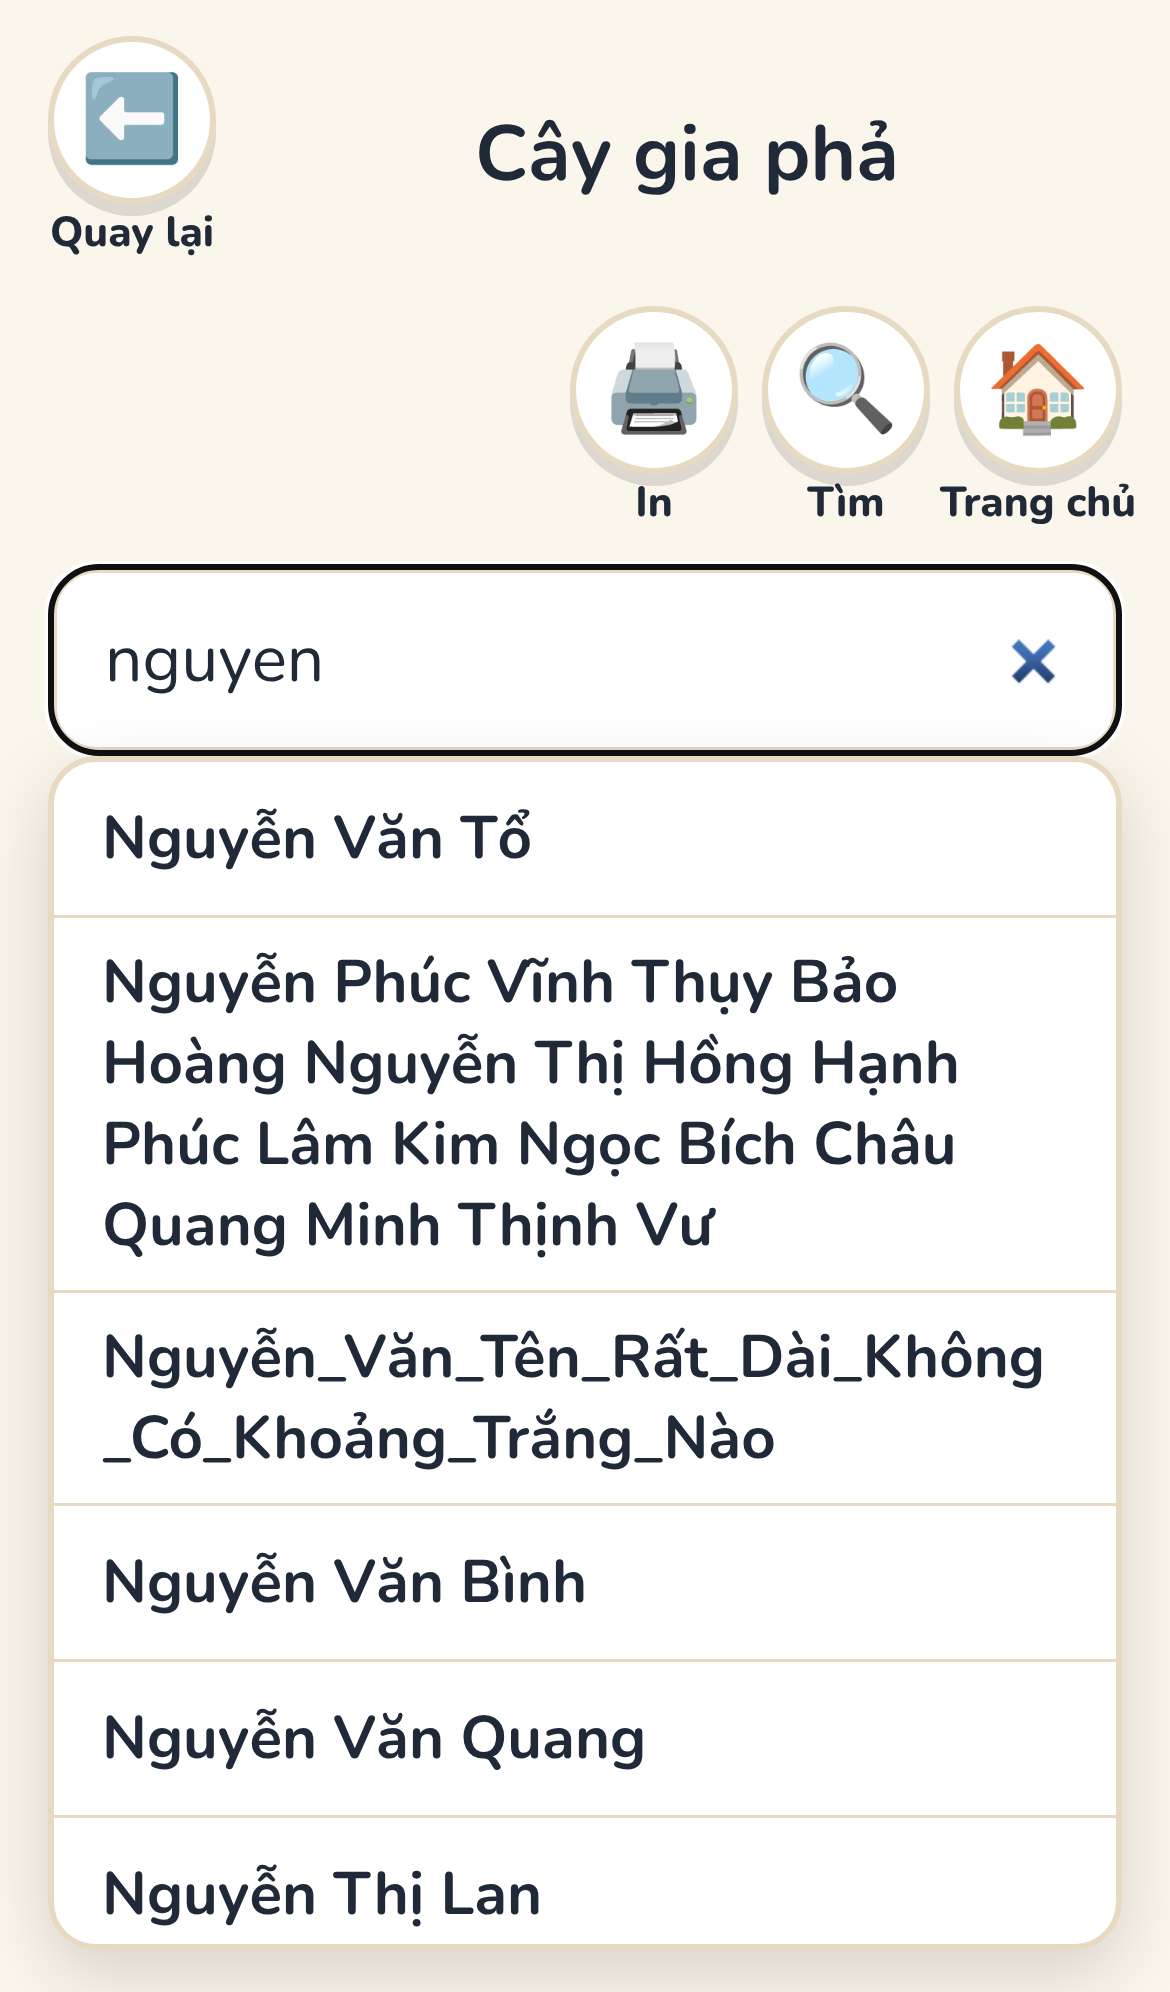 Cây gia phả
Quay lại
In
Tìm
Trang chủ
nguyen
Nguyễn Văn Tổ
Nguyễn Phúc Vĩnh Thụy Bảo
Hoàng Nguyễn Thị Hồng Hạnh
Phúc Lâm Kim Ngọc Bích Châu
Quang Minh Thịnh Vư
Nguyễn_Văn_Tên_Rất_Dài_Không
_Có_Khoảng_Trắng_Nào
Nguyễn Văn Bình
Nguyễn Văn Quang
Nguyễn Thị Lan